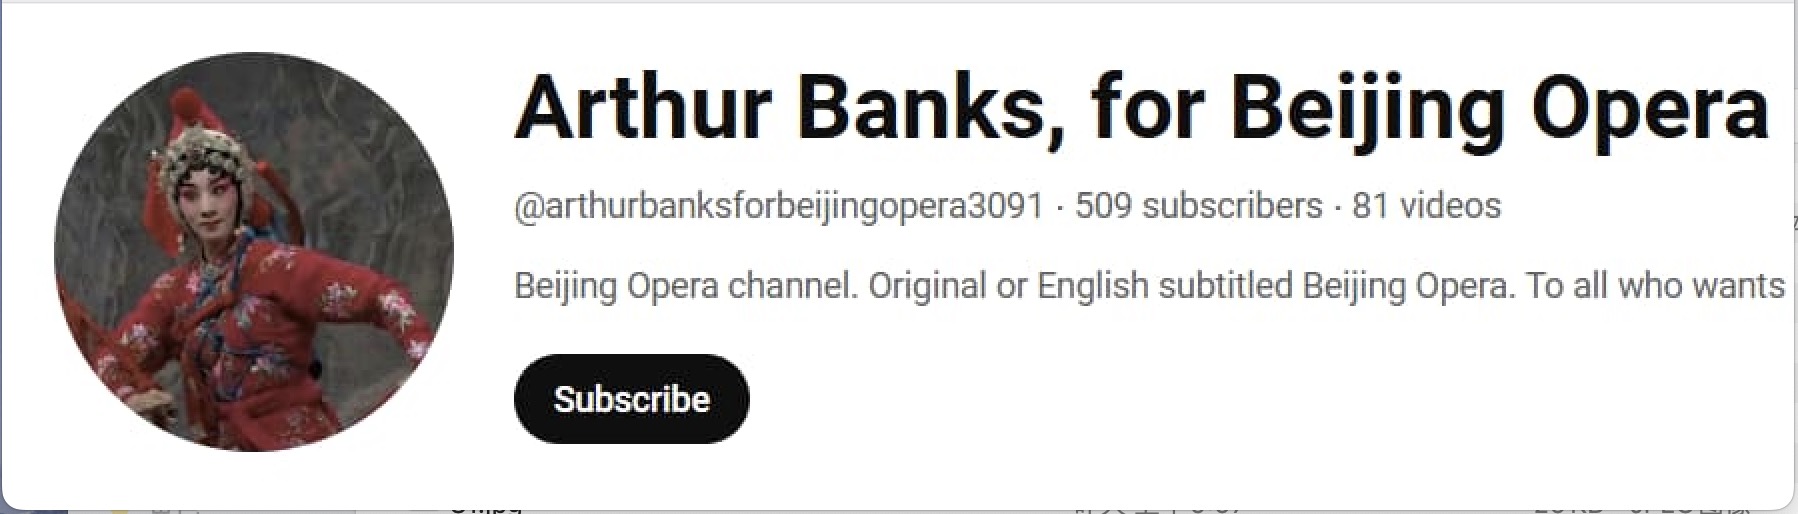 Arthur Banks, for Beijing Opera
@arthurbanksforbeijingopera3091 · 509 subscribers · 81 videos
Beijing Opera channel. Original or English subtitled Beijing Opera. To all who wants
Subscribe